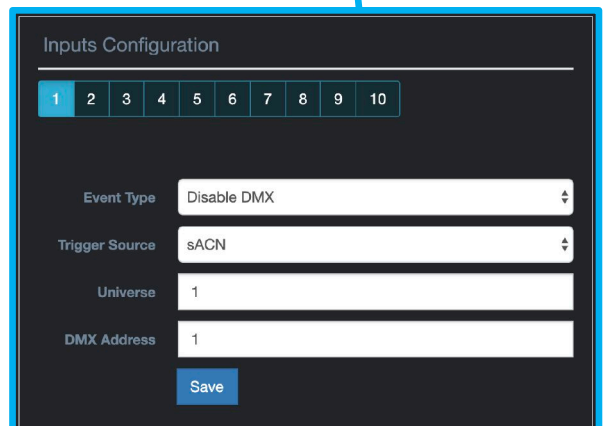 Inputs Configuration
1 2 3 4 5 6 7 8 9 10
Event Type Disable DMX
Trigger Source sACN
Universe 1
DMX Address 1
Save